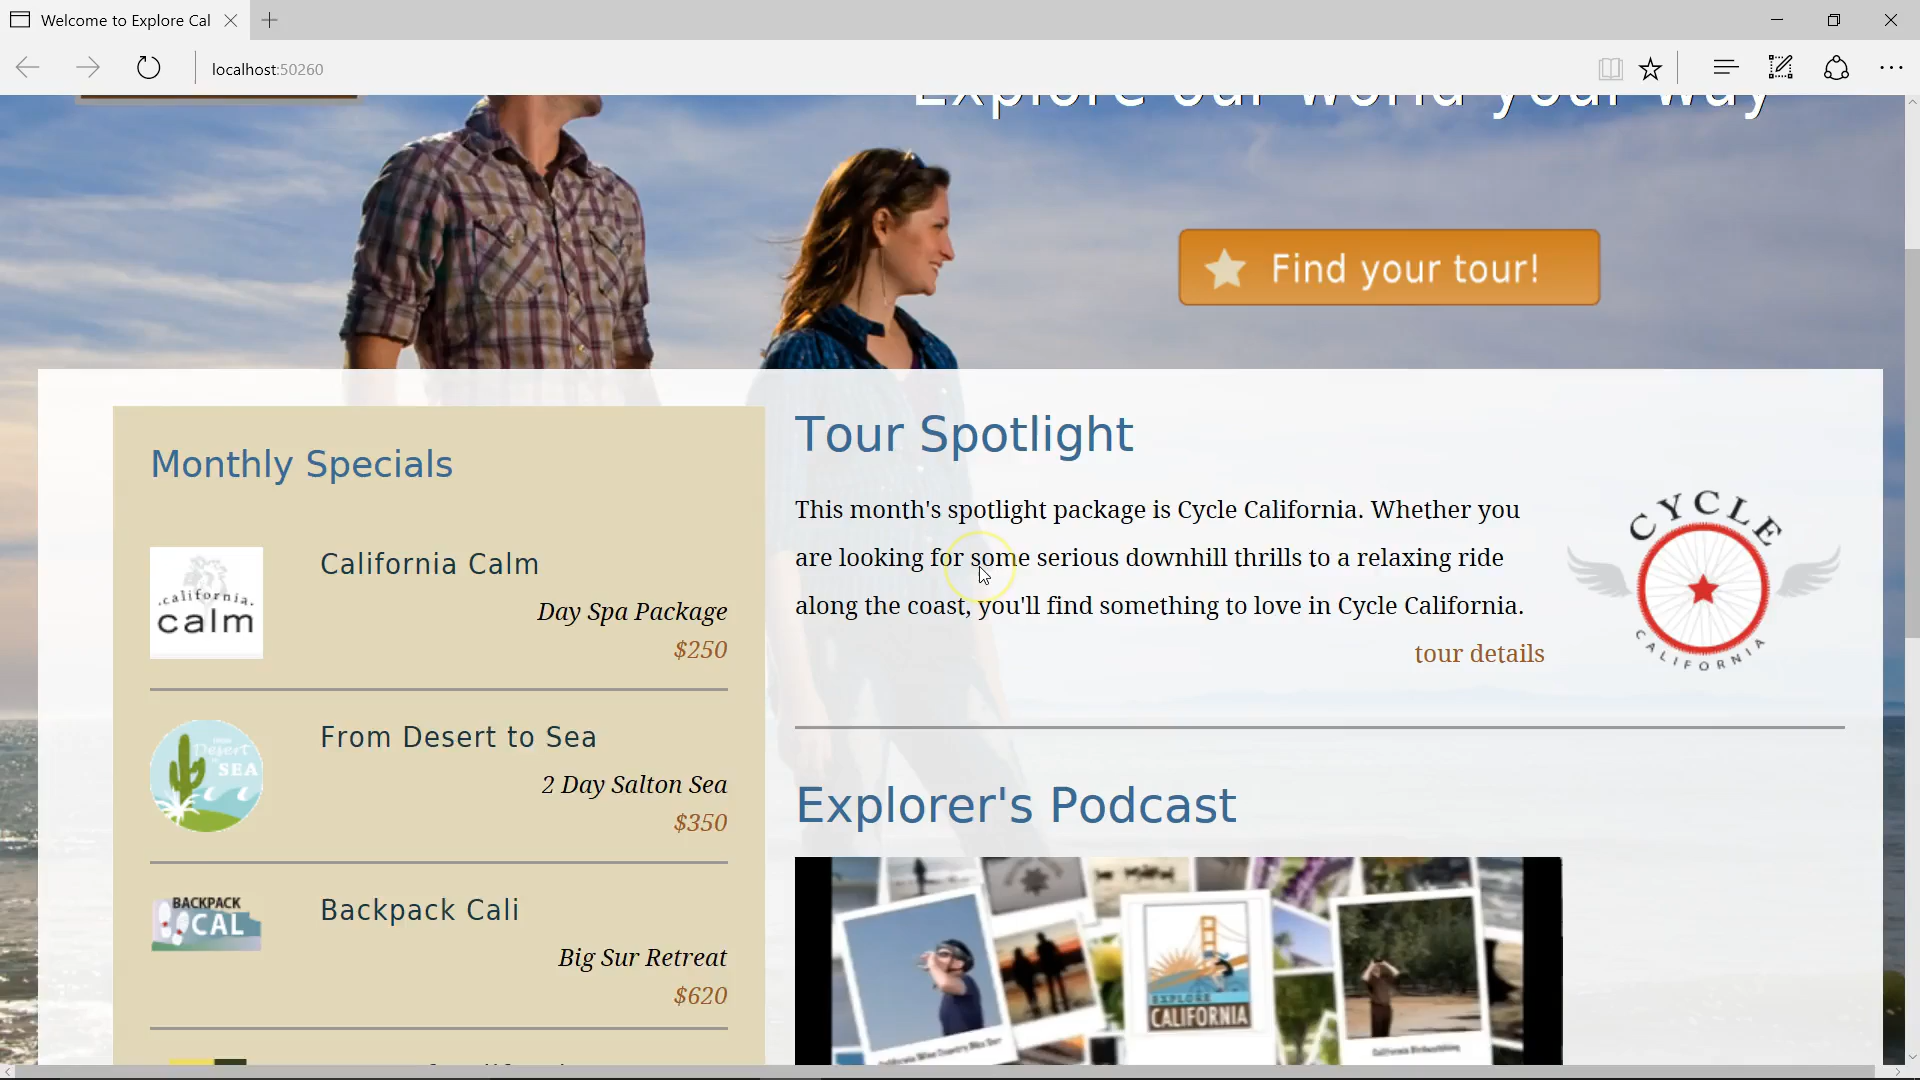 Welcome to Explore Cal
localhost:50260
Explore our world your way
Find your tour!
Monthly Specials
california
calm
California Calm
Day Spa Package
$250
Desert to
SEA
From Desert to Sea
2 Day Salton Sea
$350
BACKPACK
CAL
Backpack Cali
Big Sur Retreat
$620
Tour Spotlight
This month's spotlight package is Cycle California. Whether you
are looking for some serious downhill thrills to a relaxing ride
along the coast, you'll find something to love in Cycle California.
tour details
CYCLE
CALIFORNIA
Explorer's Podcast
EXPLORE
CALIFORNIA